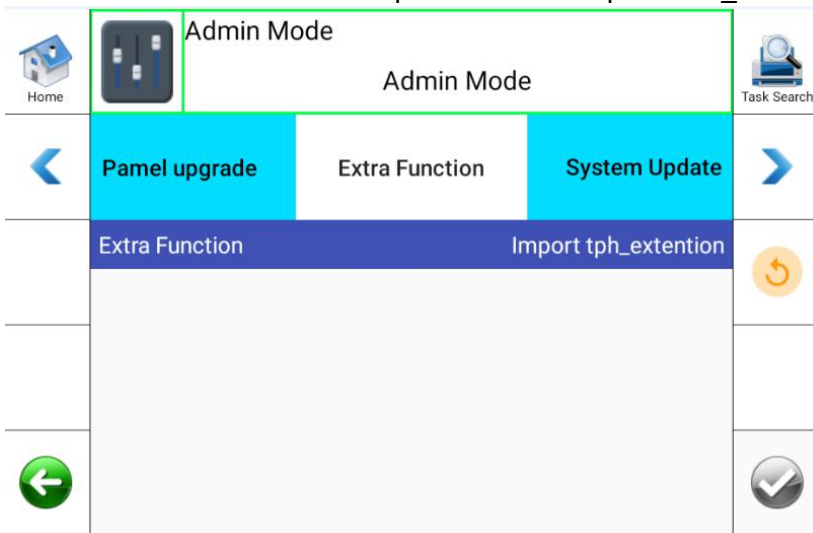 Admin Mode
Admin Mode
Home
Task Search
Pamel upgrade Extra Function System Update
Extra Function Import tph_extention